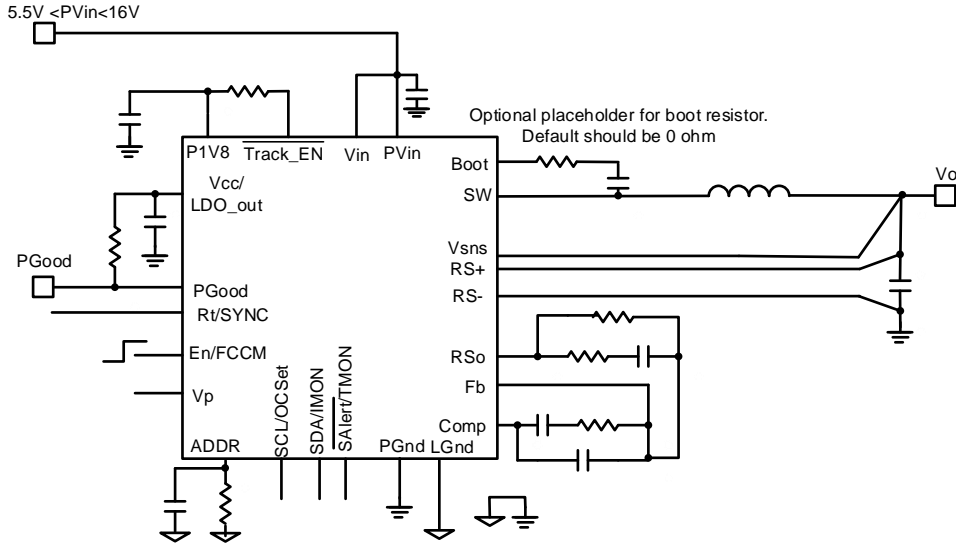 5.5V <PVin<16V
Optional placeholder for boot resistor.
Default should be 0 ohm
P1V8
Track_EN
Vin
PVin
Boot
Vo
Vcc/
LDO_out
SW
Vsns
RS+
PGood
RS-
PGood
Rt/SYNC
En/FCCM
RSo
Fb
Vp
Comp
SCL/OCSet
SDA/IMON
SAlert/TMON
ADDR
PGnd
LGnd